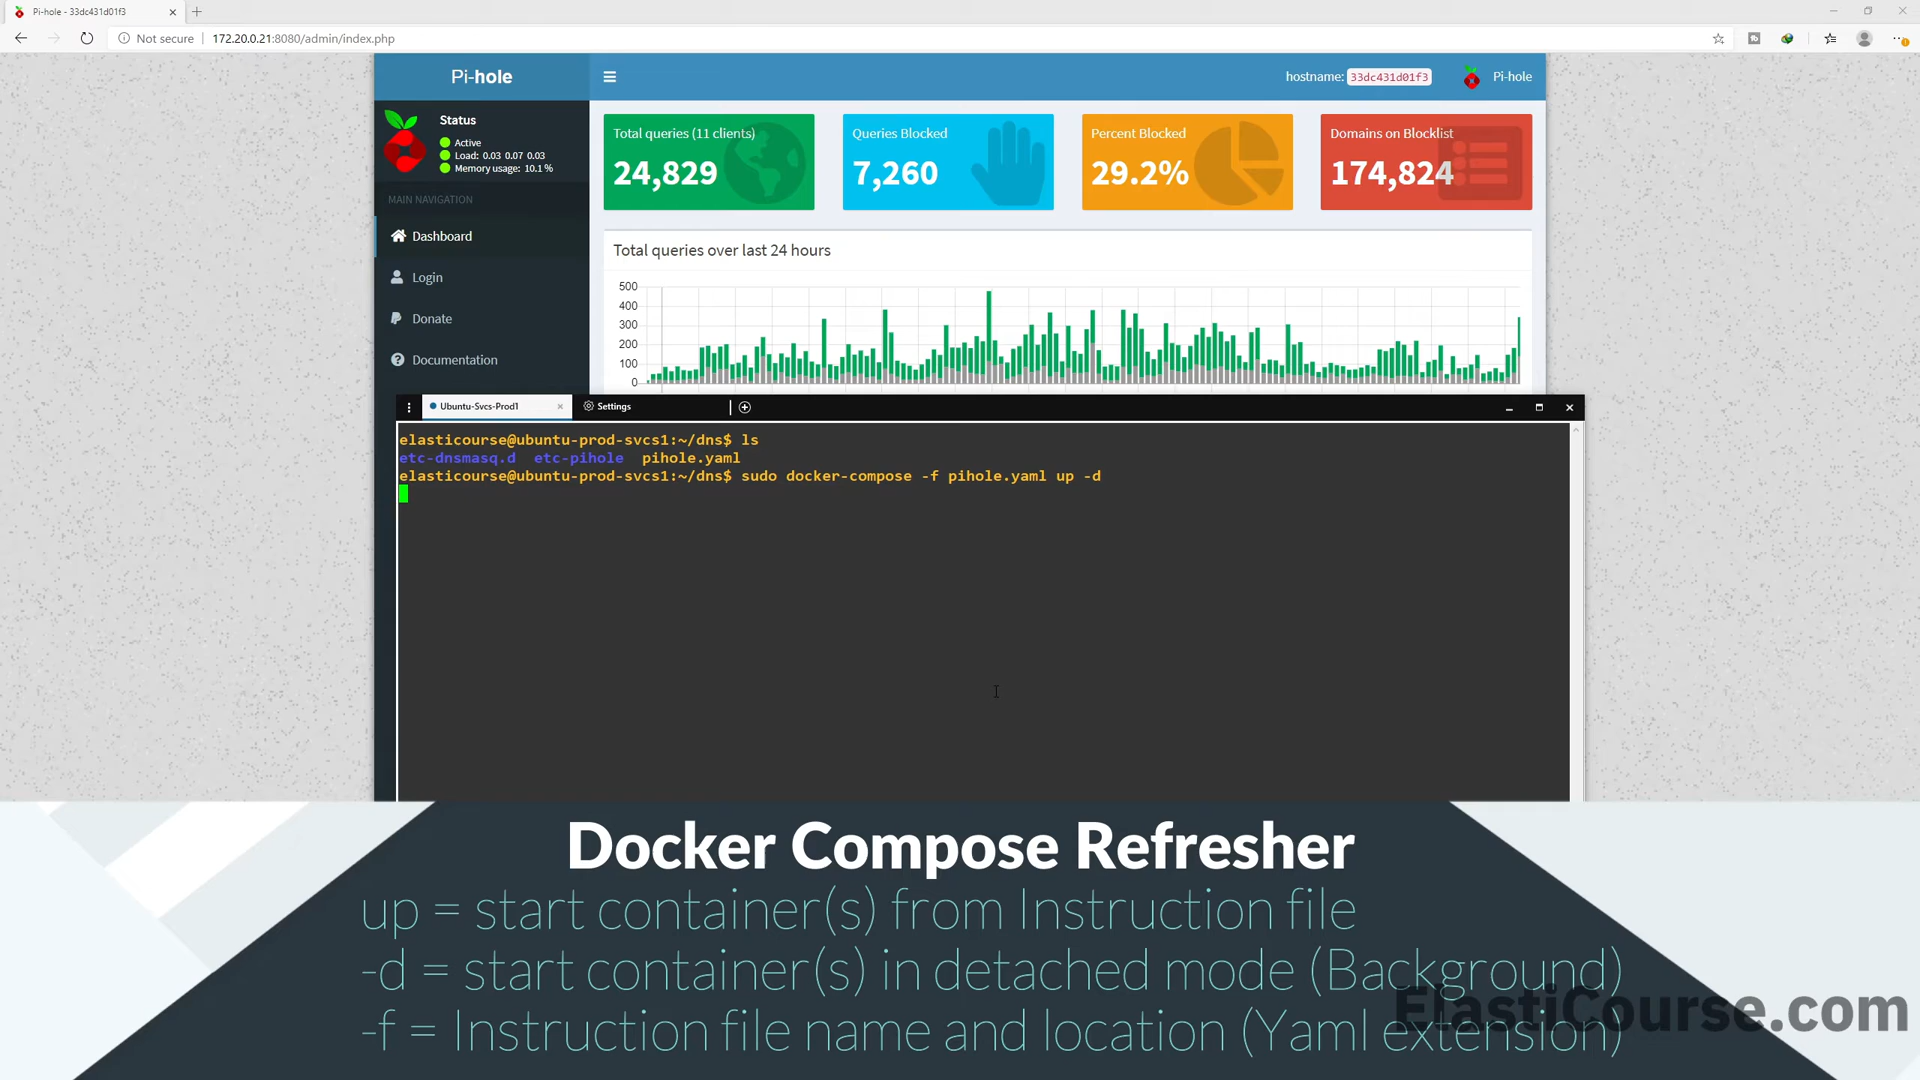 Pi-hole - 33dc431d01f3
Not secure 172.20.0.21:8080/admin/index.php
Pi-hole
hostname: 33dc431d01f3 Pi-hole
Status
Active
Load: 0.03 0.07 0.03
Memory usage: 10.1 %
MAIN NAVIGATION
Dashboard
Login
Donate
Documentation
Total queries (11 clients)
24,829
Queries Blocked
7,260
Percent Blocked
29.2%
Domains on Blocklist
174,824
Total queries over last 24 hours
500
400
300
200
100
0
Ubuntu-Svcs-Prod1 Settings
elasticourse@ubuntu-prod-svcs1:~/dns$ ls
etc-dnsmasq.d etc-pihole pihole.yaml
elasticourse@ubuntu-prod-svcs1:~/dns$ sudo docker-compose -f pihole.yaml up -d
Docker Compose Refresher
up = start container(s) from Instruction file
-d = start container(s) in detached mode (Background)
-f = Instruction file name and location (Yaml extension)
ElastiCourse.com